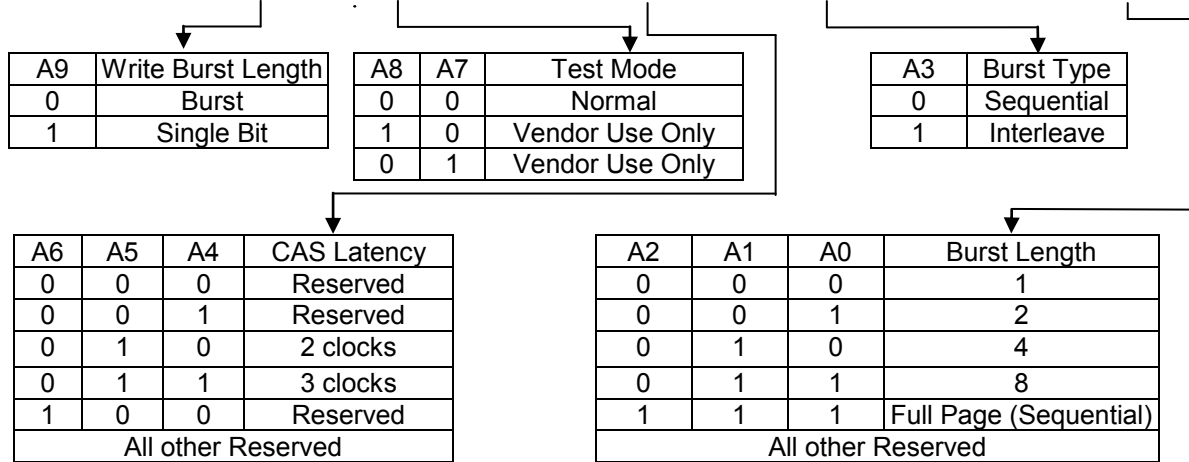 A9 Write Burst Length
0 Burst
1 Single Bit
A8 A7 Test Mode
0 0 Normal
1 0 Vendor Use Only
0 1 Vendor Use Only
A3 Burst Type
0 Sequential
1 Interleave
A6 A5 A4 CAS Latency
0 0 0 Reserved
0 0 1 Reserved
0 1 0 2 clocks
0 1 1 3 clocks
1 0 0 Reserved
All other Reserved
A2 A1 A0 Burst Length
0 0 0 1
0 0 1 2
0 1 0 4
0 1 1 8
1 1 1 Full Page (Sequential)
All other Reserved